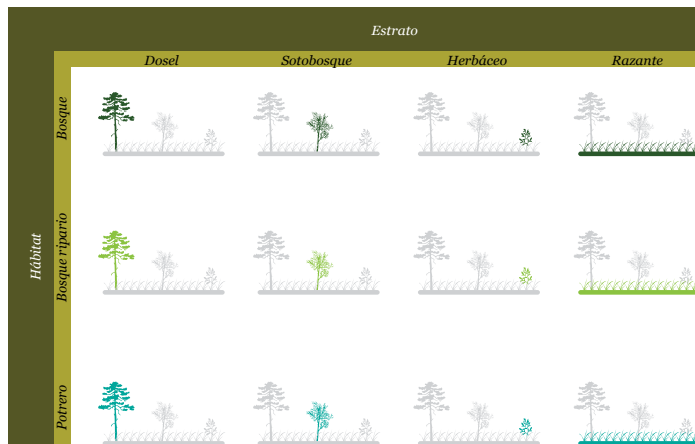 Estrato
Dosel
Sotobosque
Herbáceo
Razante
Hábitat
Bosque
Bosque ripario
Potrero